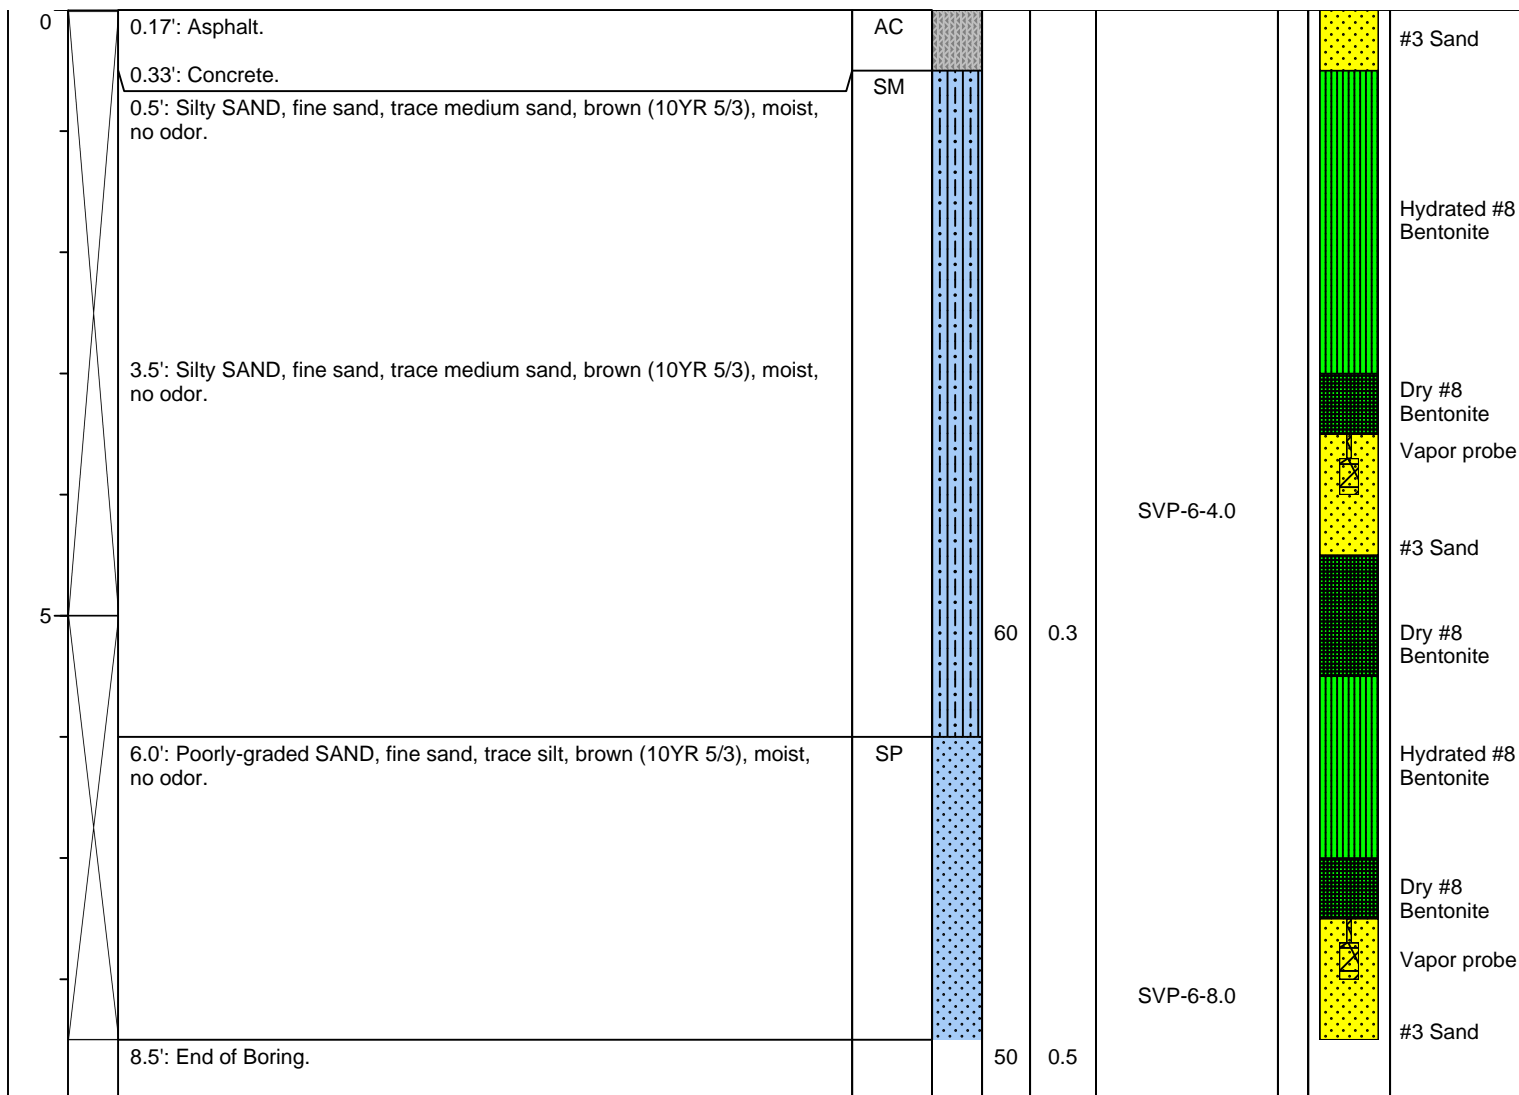 0
0.17': Asphalt.
AC
#3 Sand
0.33': Concrete.
SM
0.5': Silty SAND, fine sand, trace medium sand, brown (10YR 5/3), moist,
no odor.
Hydrated #8
Bentonite
3.5': Silty SAND, fine sand, trace medium sand, brown (10YR 5/3), moist,
no odor.
Dry #8
Bentonite
Vapor probe
SVP-6-4.0
#3 Sand
5
60
0.3
Dry #8
Bentonite
6.0': Poorly-graded SAND, fine sand, trace silt, brown (10YR 5/3), moist,
no odor.
SP
Hydrated #8
Bentonite
Dry #8
Bentonite
Vapor probe
SVP-6-8.0
#3 Sand
8.5': End of Boring.
50
0.5